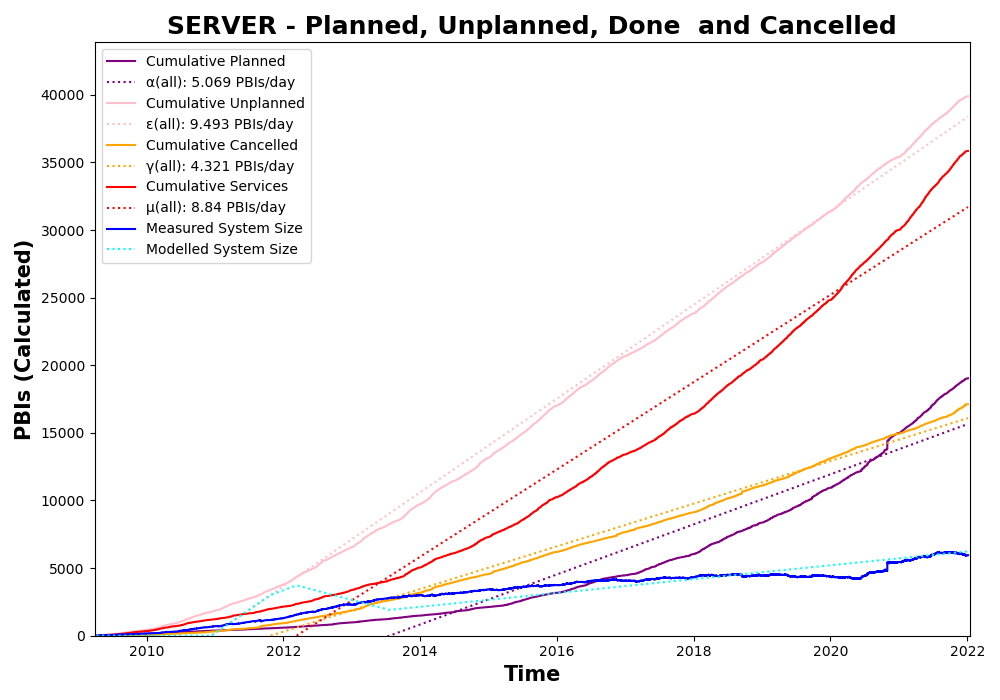 SERVER - Planned, Unplanned, Done  and Cancelled
Cumulative Planned
α(all): 5.069 PBIs/day
Cumulative Unplanned
ε(all): 9.493 PBIs/day
Cumulative Cancelled
γ(all): 4.321 PBIs/day
Cumulative Services
μ(all): 8.84 PBIs/day
Measured System Size
Modelled System Size
PBIs (Calculated)
40000
35000
30000
25000
20000
15000
10000
5000
0
2010 2012 2014 2016 2018 2020 2022
Time